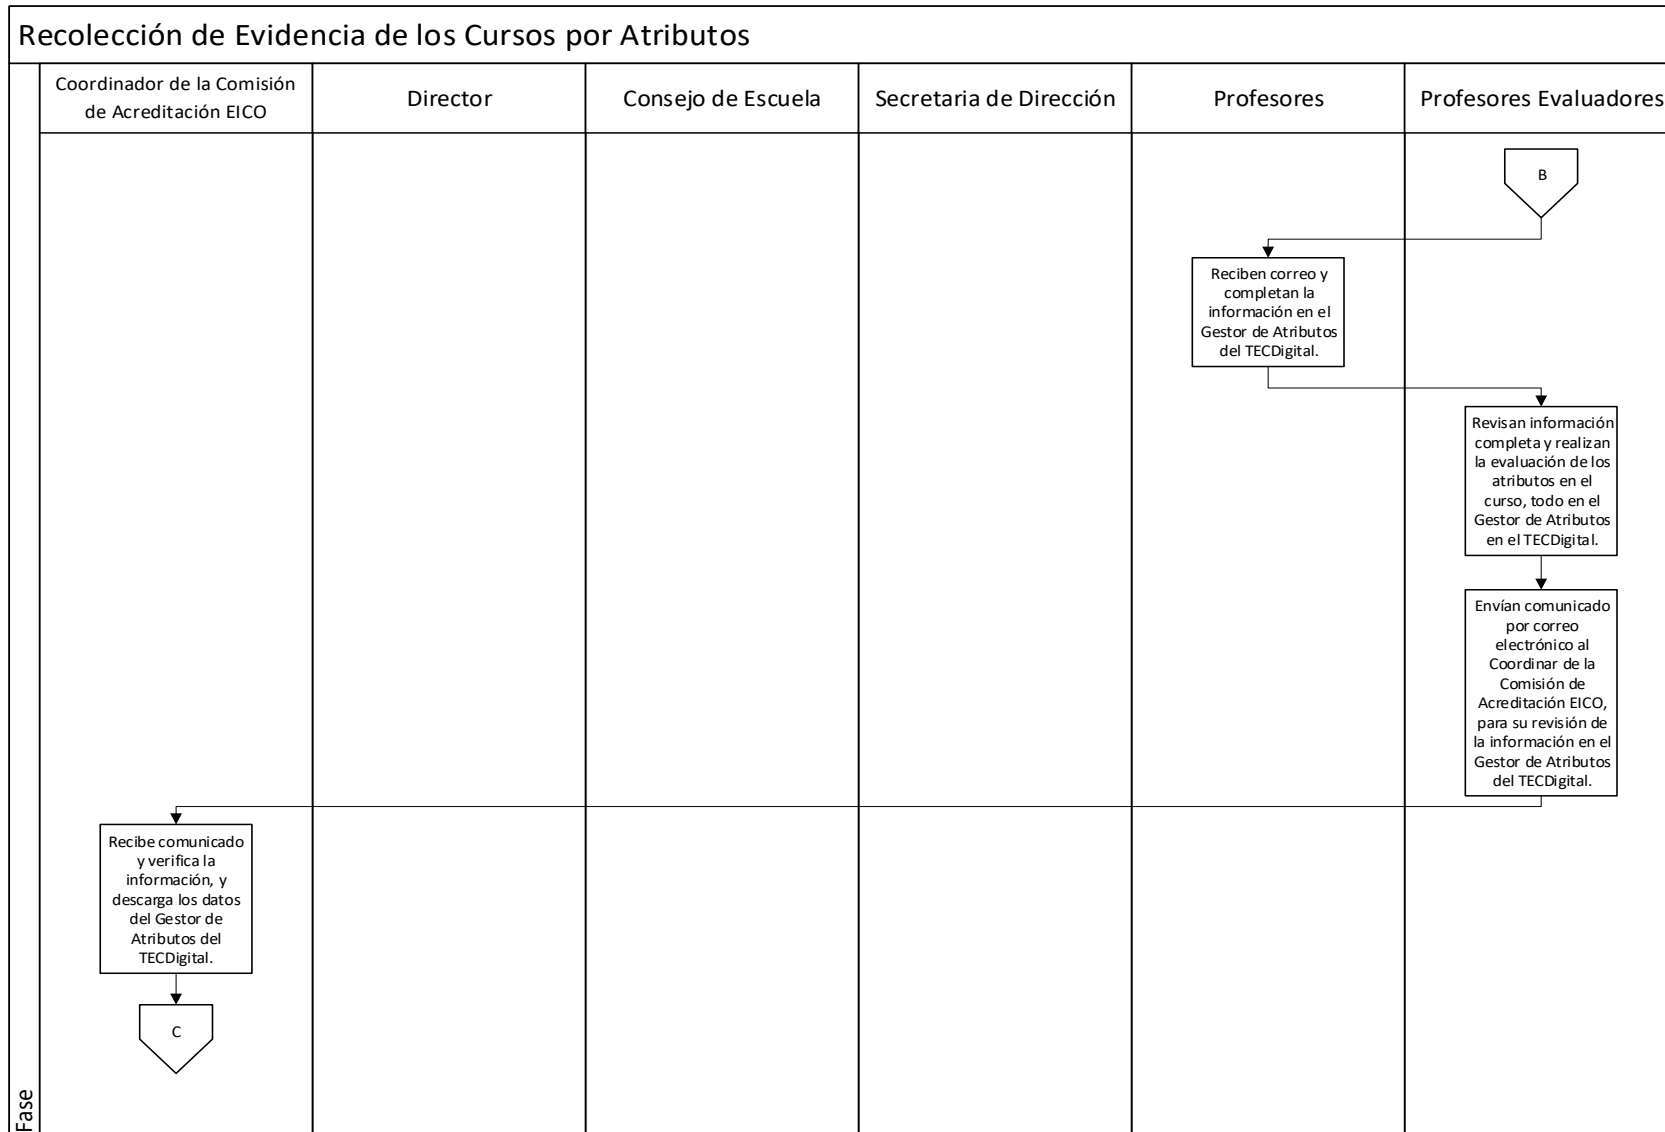 Recolección de Evidencia de los Cursos por Atributos
Coordinador de la Comisión
de Acreditación EICO
Director
Consejo de Escuela
Secretaria de Dirección
Profesores
Profesores Evaluadores
B
Reciben correo y
completan la
información en el
Gestor de Atributos
del TECDigital.
Revisan información
completa y realizan
la evaluación de los
atributos en el
curso, todo en el
Gestor de Atributos
en el TECDigital.
Envían comunicado
por correo
electrónico al
Coordinar de la
Comisión de
Acreditación EICO,
para su revisión de
la información en el
Gestor de Atributos
del TECDigital.
Recibe comunicado
y verifica la
información, y
descarga los datos
del Gestor de
Atributos del
TECDigital.
C
Fase